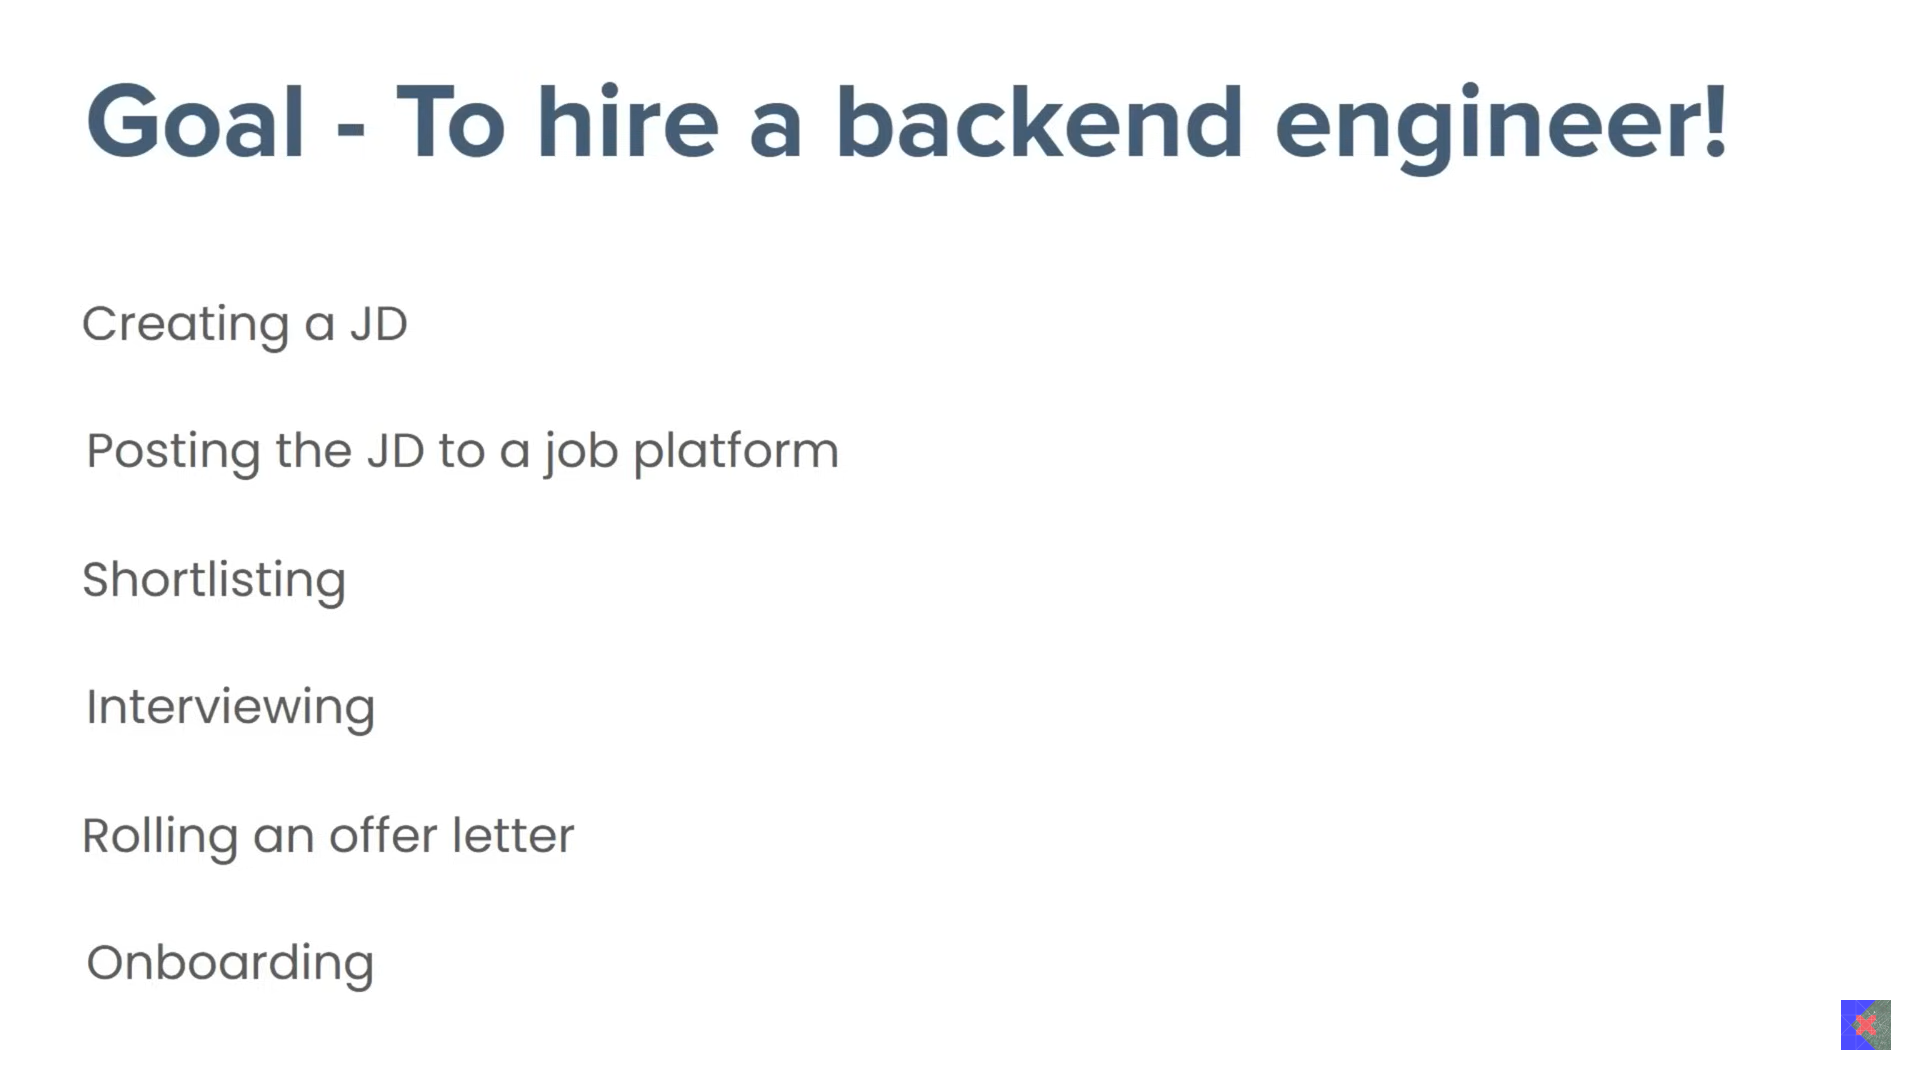 Goal - To hire a backend engineer!
Creating a JD
Posting the JD to a job platform
Shortlisting
Interviewing
Rolling an offer letter
Onboarding